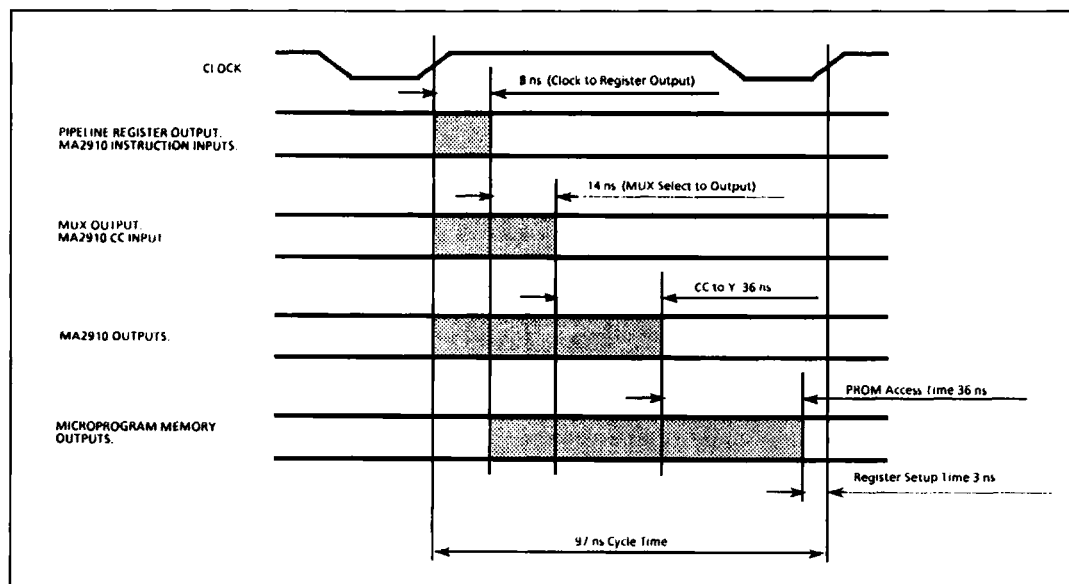 CLOCK
8 ns (Clock to Register Output)
PIPELINE REGISTER OUTPUT.
MA2910 INSTRUCTION INPUTS.
14 ns (MUX Select to Output)
MUX OUTPUT.
MA2910 CC INPUT
CC to Y 36 ns
MA2910 OUTPUTS.
PROM Access Time 36 ns
MICROPROGRAM MEMORY
OUTPUTS.
Register Setup Time 3 ns
97 ns Cycle Time